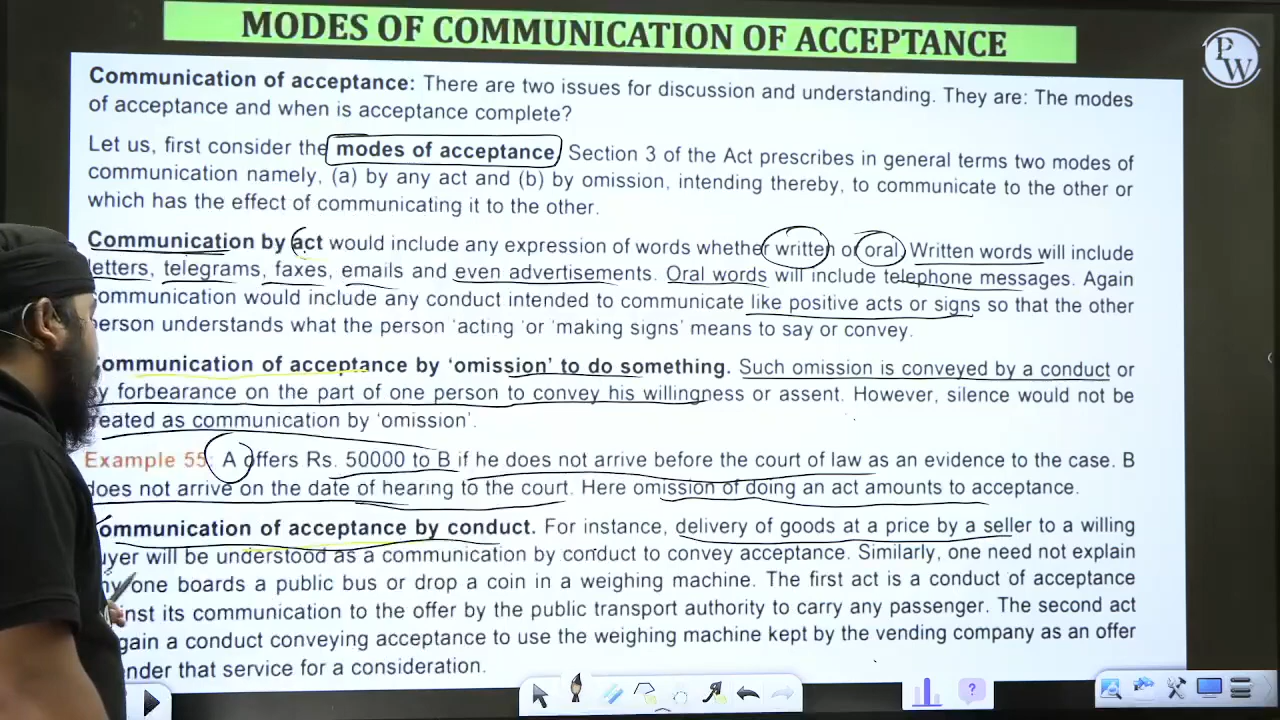 MODES OF COMMUNICATION OF ACCEPTANCE
PW
Communication of acceptance: There are two issues for discussion and understanding. They are: The modes
of acceptance and when is acceptance complete?
Let us, first consider the modes of acceptance. Section 3 of the Act prescribes in general terms two modes of
communication namely, (a) by any act and (b) by omission, intending thereby, to communicate to the other or
which has the effect of communicating it to the other.
Communication by act would include any expression of words whether written or oral. Written words will include
letters, telegrams, faxes, emails and even advertisements. Oral words will include telephone messages. Again
ommunication would include any conduct intended to communicate like positive acts or signs so that the other
erson understands what the person 'acting 'or 'making signs' means to say or convey.
ommunication of acceptance by 'omission' to do something. Such omission is conveyed by a conduct or
y forbearance on the part of one person to convey his willingness or assent. However, silence would not be
reated as communication by 'omission'.
Example 55: A offers Rs. 50000 to B if he does not arrive before the court of law as an evidence to the case. B
does not arrive on the date of hearing to the court. Here omission of doing an act amounts to acceptance.
ommunication of acceptance by conduct. For instance, delivery of goods at a price by a seller to a willing
uyer will be understood as a communication by conduct to convey acceptance. Similarly, one need not explain
hy one boards a public bus or drop a coin in a weighing machine. The first act is a conduct of acceptance
nst its communication to the offer by the public transport authority to carry any passenger. The second act
gain a conduct conveying acceptance to use the weighing machine kept by the vending company as an offer
nder that service for a consideration.